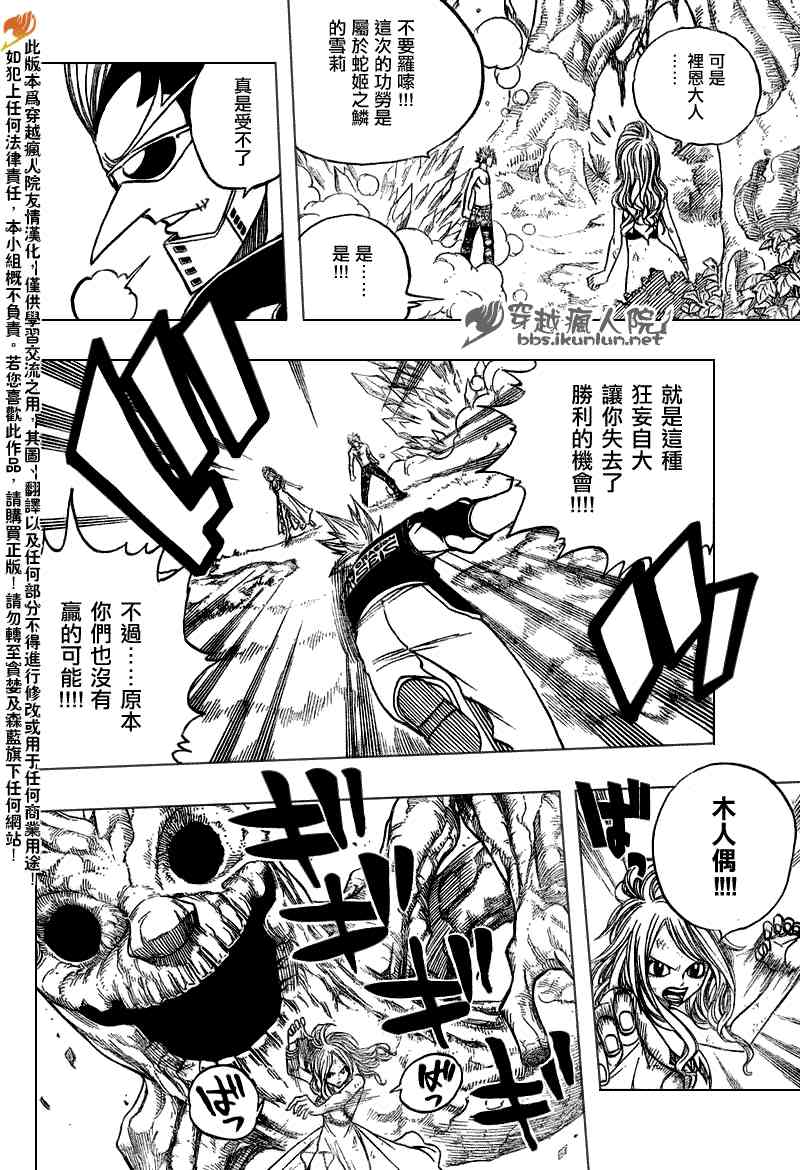 可是
裡恩大人
……
不要羅嗦!!!
這次的功勞是
屬於蛇姬之鱗
的雪莉
是……
是!!!
真是受不了
穿越瘋人院
bbs.ikunlun.net
就是這種
狂妄自大
讓你失去了
勝利的機會!!!!
不過……原本
你們也沒有
贏的可能!!!!
木人偶
!!!!
ばっ
ギギギギ
ばっ
ばっ
此版本爲穿越瘋人院友情漢化,僅供學習交流之用,其圖、翻譯以及任何部分不得進行修改或用于任何商業用途!
如犯上任何法律責任,本小組概不負責。若您喜歡此作品,請購買正版!請勿轉至貪婪及森藍旗下任何網站!